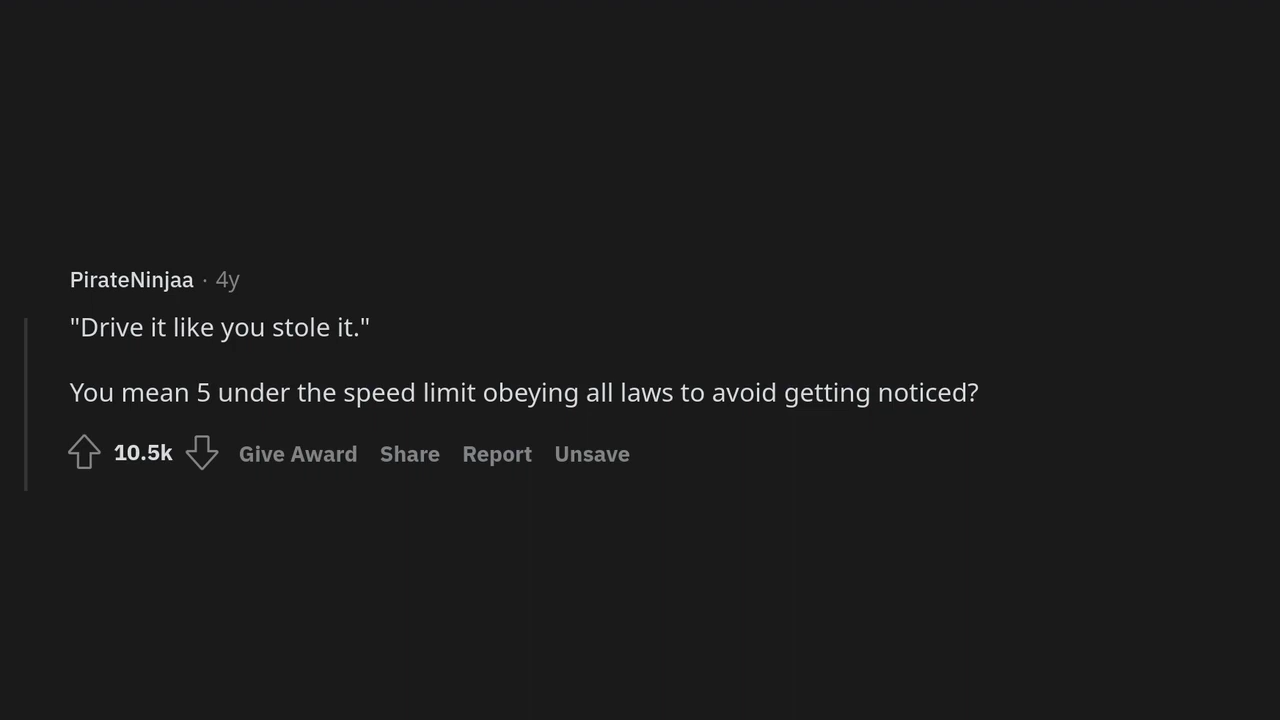 PirateNinjaa · 4y
"Drive it like you stole it."
You mean 5 under the speed limit obeying all laws to avoid getting noticed?
10.5k Give Award Share Report Unsave